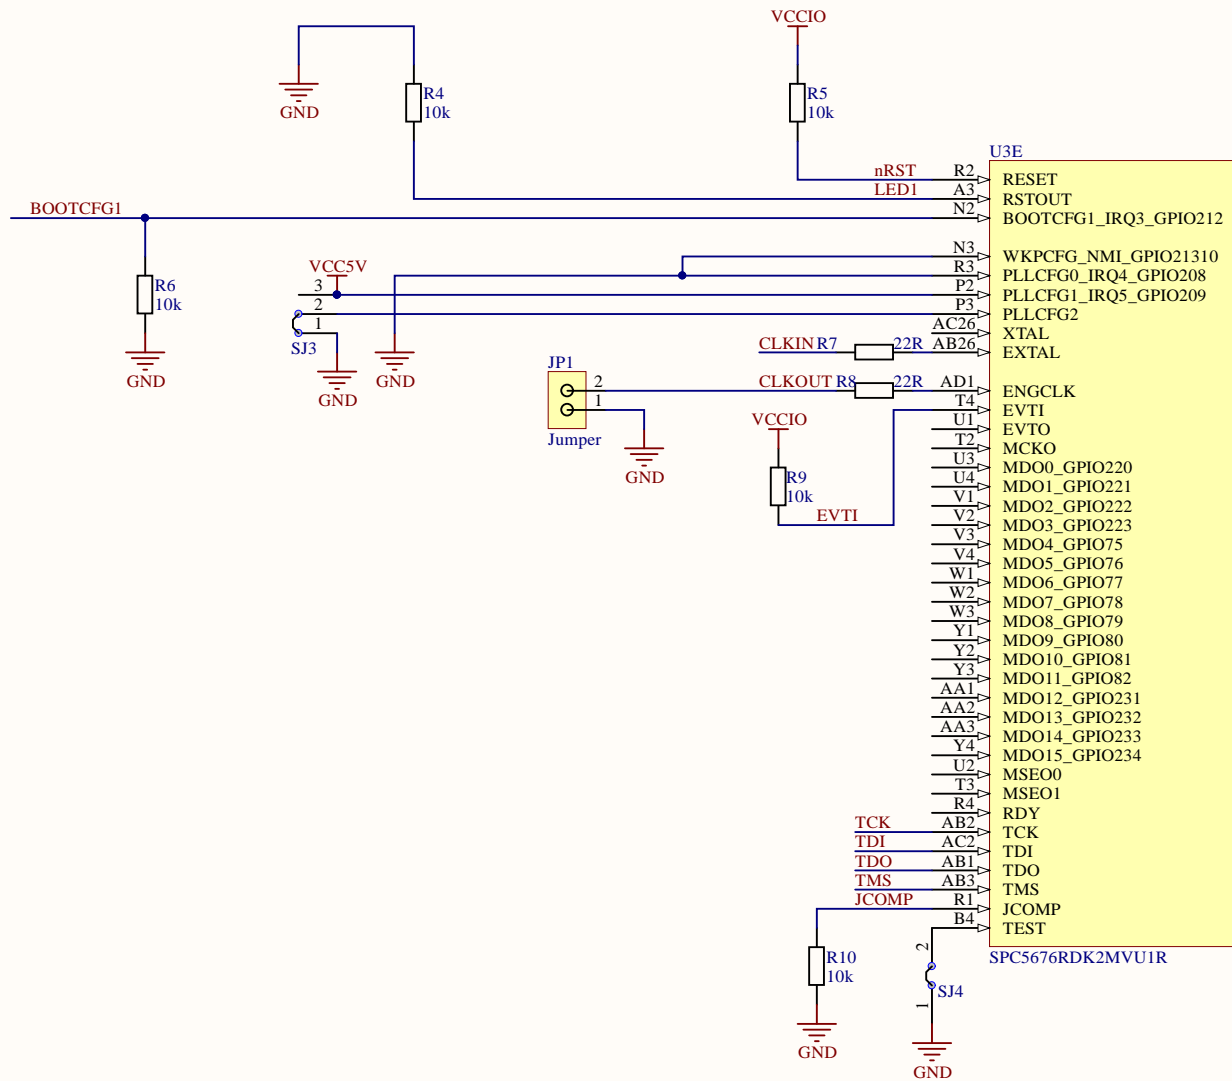 VCCIO
R4
10k
R5
10k
GND
U3E
nRST R2 RESET
LED1 A3 RSTOUT
BOOTCFG1 N2 BOOTCFG1_IRQ3_GPIO212
N3 WKPCFG_NMI_GPIO21310
VCC5V R3 PLLCFG0_IRQ4_GPIO208
R6
10k
3 P2 PLLCFG1_IRQ5_GPIO209
2 P3 PLLCFG2
1 AC26 XTAL
SJ3
CLKIN R7 22R AB26 EXTAL
GND
GND
GND
JP1
2 CLKOUT R8 22R AD1 ENGCLK
1 T4 EVTI
Jumper
VCCIO U1 EVTO
T2 MCKO
GND
U3 MDO0_GPIO220
R9
10k
U4 MDO1_GPIO221
V1 MDO2_GPIO222
EVTI V2 MDO3_GPIO223
V3 MDO4_GPIO75
V4 MDO5_GPIO76
W1 MDO6_GPIO77
W2 MDO7_GPIO78
W3 MDO8_GPIO79
Y1 MDO9_GPIO80
Y2 MDO10_GPIO81
Y3 MDO11_GPIO82
AA1 MDO12_GPIO231
AA2 MDO13_GPIO232
AA3 MDO14_GPIO233
Y4 MDO15_GPIO234
U2 MSEO0
T3 MSEO1
R4 RDY
TCK AB2 TCK
TDI AC2 TDI
TDO AB1 TDO
TMS AB3 TMS
JCOMP R1 JCOMP
B4 TEST
2
R10
10k
SPC5676RDK2MVU1R
SJ4
1
GND
GND